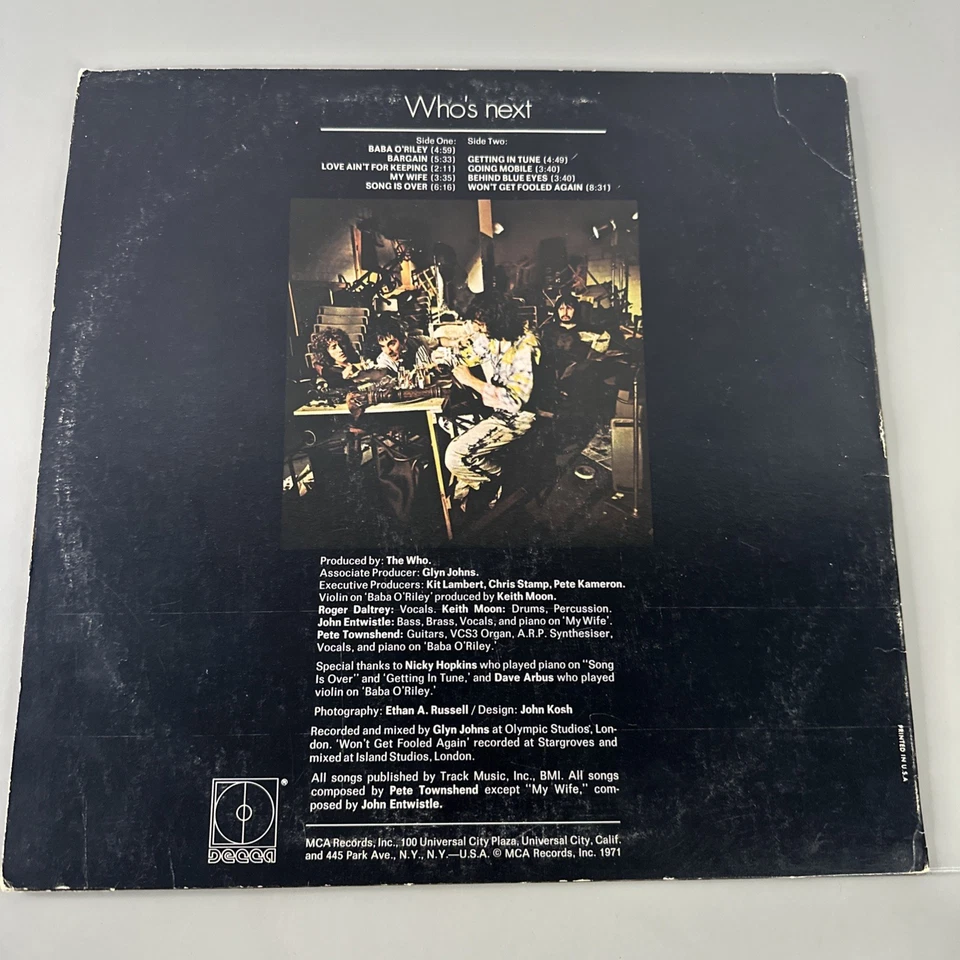 Who's next
Side One: Side Two:
BABA O'RILEY (4:59)
BARGAIN (5:33) GETTING IN TUNE (4:49)
LOVE AIN'T FOR KEEPING (2:11) GOING MOBILE (3:40)
MY WIFE (3:35) BEHIND BLUE EYES (3:40)
SONG IS OVER (6:16) WON'T GET FOOLED AGAIN (8:31)
Produced by: The Who.
Associate Producer: Glyn Johns.
Executive Producers: Kit Lambert, Chris Stamp, Pete Kameron.
Violin on 'Baba O'Riley' produced by Keith Moon.
Roger Daltrey: Vocals. Keith Moon: Drums, Percussion.
John Entwistle: Bass, Brass, Vocals, and piano on 'My Wife'.
Pete Townshend: Guitars, VCS3 Organ, A.R.P. Synthesiser,
Vocals, and piano on 'Baba O'Riley.'
Special thanks to Nicky Hopkins who played piano on "Song
Is Over" and 'Getting In Tune,' and Dave Arbus who played
violin on 'Baba O'Riley.'
Photography: Ethan A. Russell / Design: John Kosh
Recorded and mixed by Glyn Johns at Olympic Studios, Lon-
don. 'Won't Get Fooled Again' recorded at Stargroves and
mixed at Island Studios, London.
All songs published by Track Music, Inc., BMI. All songs
composed by Pete Townshend except "My Wife," com-
posed by John Entwistle.
DECCA ®
MCA Records, Inc., 100 Universal City Plaza, Universal City, Calif.
and 445 Park Ave., N.Y., N.Y.—U.S.A. © MCA Records, Inc. 1971
PRINTED IN U.S.A